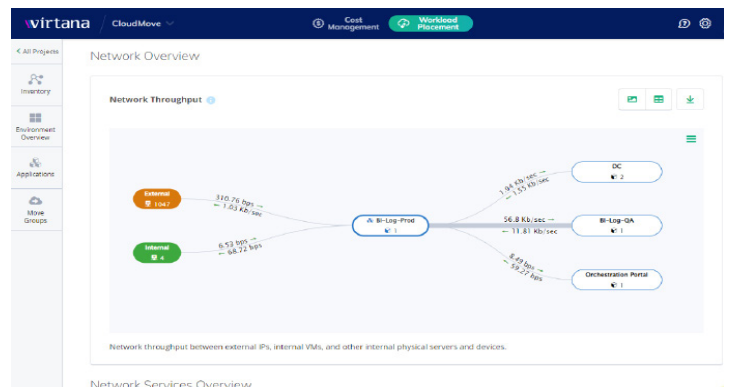 virtana
CloudMove
Cost Management
Workload Placement
< All Projects
Inventory
Environment Overview
Applications
Move Groups
Network Overview
Network Throughput
External
1047
310.76 bps →
← 1.03 Kb/sec
Internal
4
6.53 bps →
← 68.22 bps
BI-Log-Prod
1.94 Kb/sec →
← 1.55 Kb/sec
DC
2
56.8 Kb/sec →
← 11.81 Kb/sec
BI-Log-QA
1
8.49 bps →
← 59.27 bps
Orchestration Portal
1
Network throughput between external IPs, internal VMs, and other internal physical servers and devices.
Network Services Overview